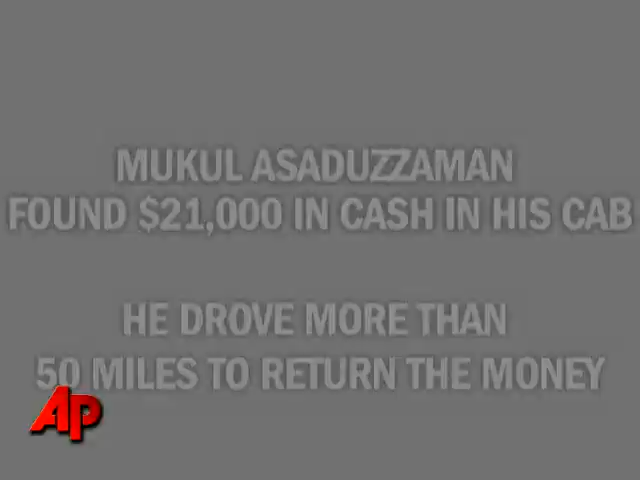 MUKUL ASADUZZAMAN
FOUND $21,000 IN CASH IN HIS CAB
HE DROVE MORE THAN
50 MILES TO RETURN THE MONEY
AP